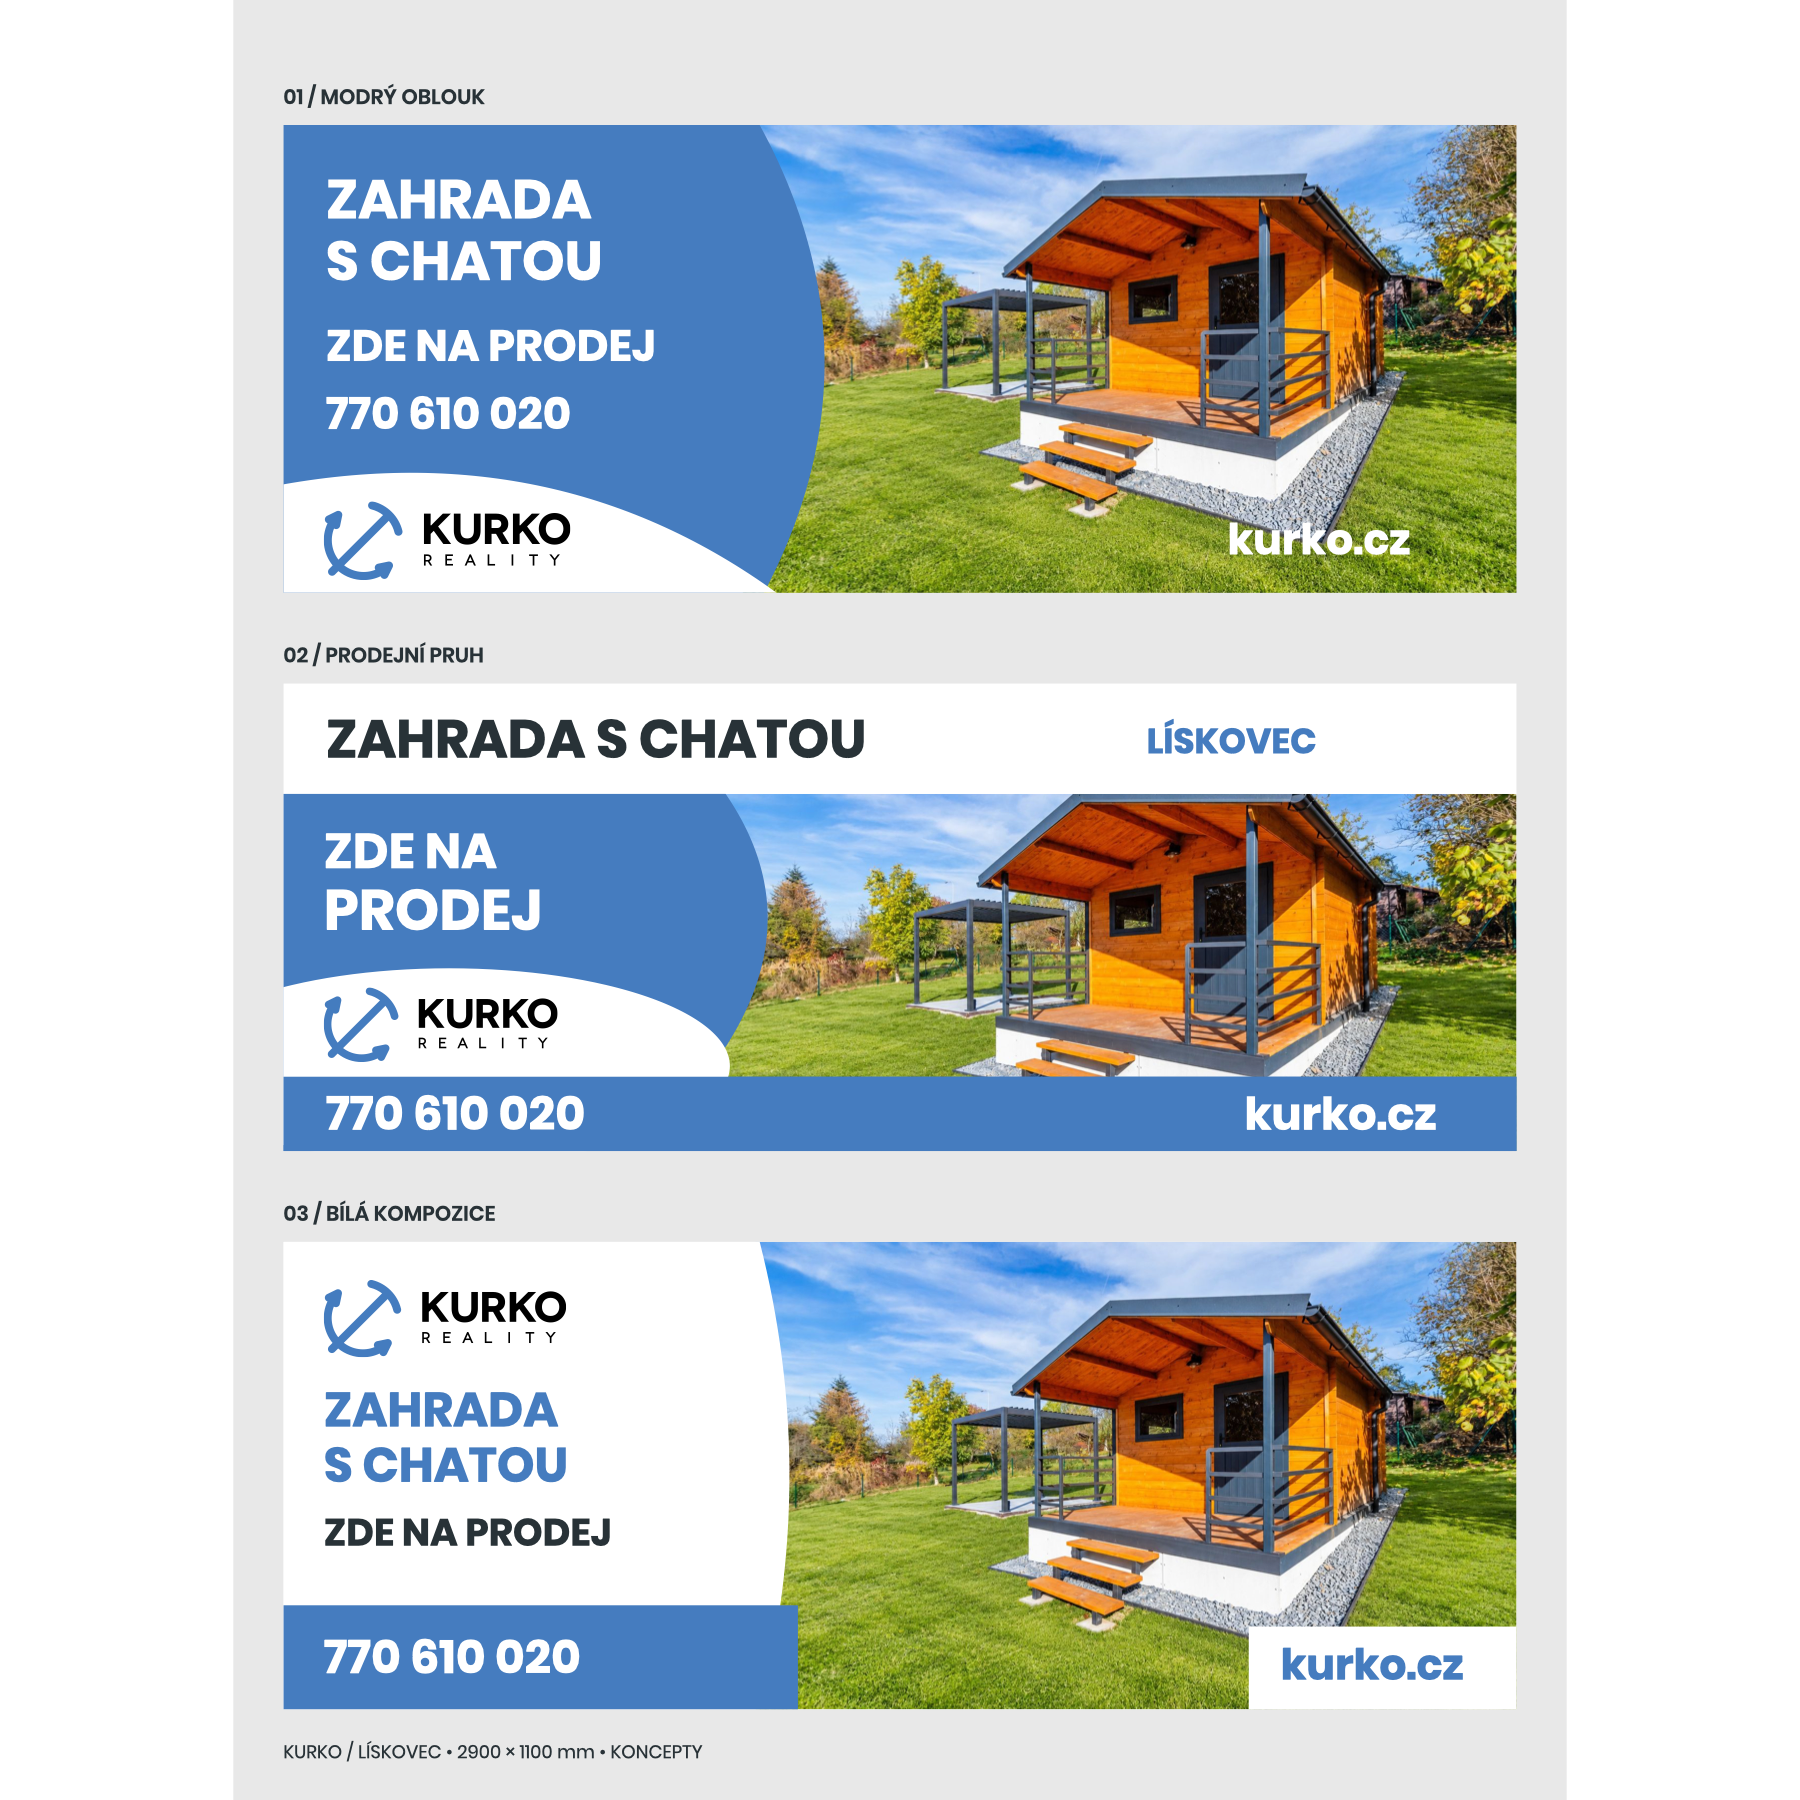 01 / MODRÝ OBLOUK
ZAHRADA
S CHATOU
ZDE NA PRODEJ
770 610 020
KURKO
REALITY
kurko.cz
02 / PRODEJNÍ PRUH
ZAHRADA S CHATOU
LÍSKOVEC
ZDE NA
PRODEJ
KURKO
REALITY
770 610 020
kurko.cz
03 / BÍLÁ KOMPOZICE
KURKO
REALITY
ZAHRADA
S CHATOU
ZDE NA PRODEJ
770 610 020
kurko.cz
KURKO / LÍSKOVEC • 2900 × 1100 mm • KONCEPTY